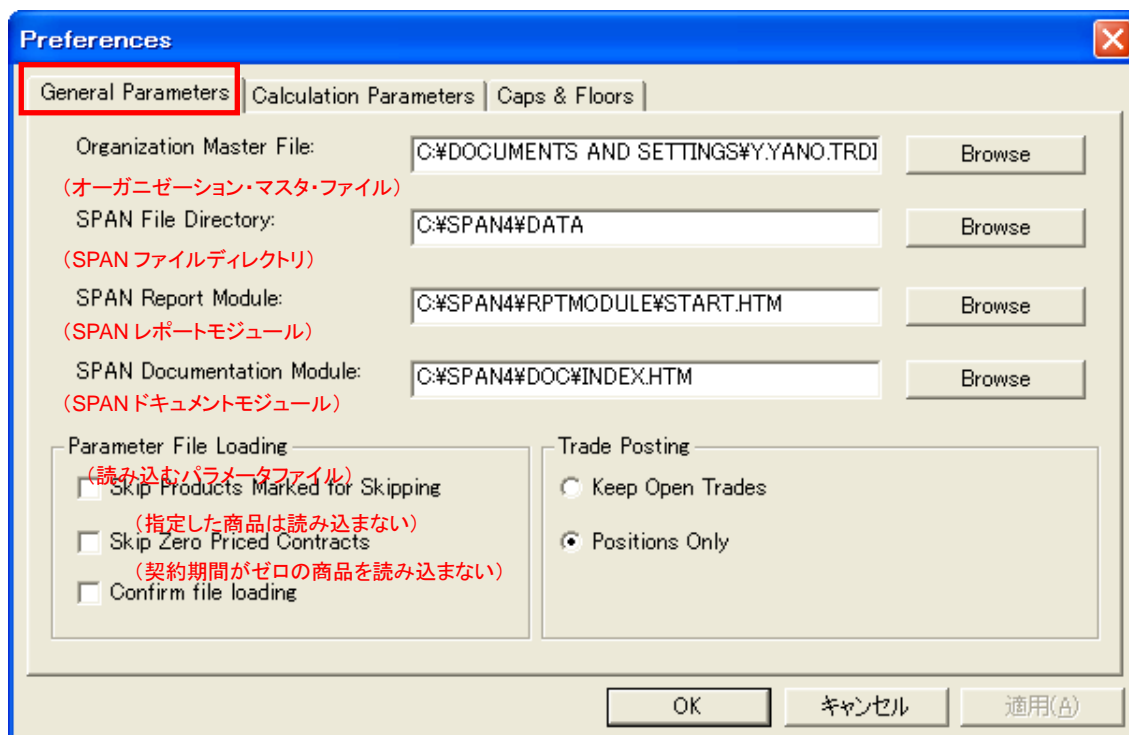 Preferences
General Parameters
Calculation Parameters
Caps & Floors
Organization Master File:
C:¥DOCUMENTS AND SETTINGS¥Y.YANO.TRDI
Browse
（オーガニゼーション・マスタ・ファイル）
SPAN File Directory:
C:¥SPAN4¥DATA
Browse
（SPAN ファイルディレクトリ）
SPAN Report Module:
C:¥SPAN4¥RPTMODULE¥START.HTM
Browse
（SPAN レポートモジュール）
SPAN Documentation Module:
C:¥SPAN4¥DOC¥INDEX.HTM
Browse
（SPAN ドキュメントモジュール）
Parameter File Loading
（読み込むパラメータファイル）
Skip Products Marked for Skipping
（指定した商品は読み込まない）
Skip Zero Priced Contracts
（契約期間がゼロの商品を読み込まない）
Confirm file loading
Trade Posting
Keep Open Trades
Positions Only
OK
キャンセル
適用(A)